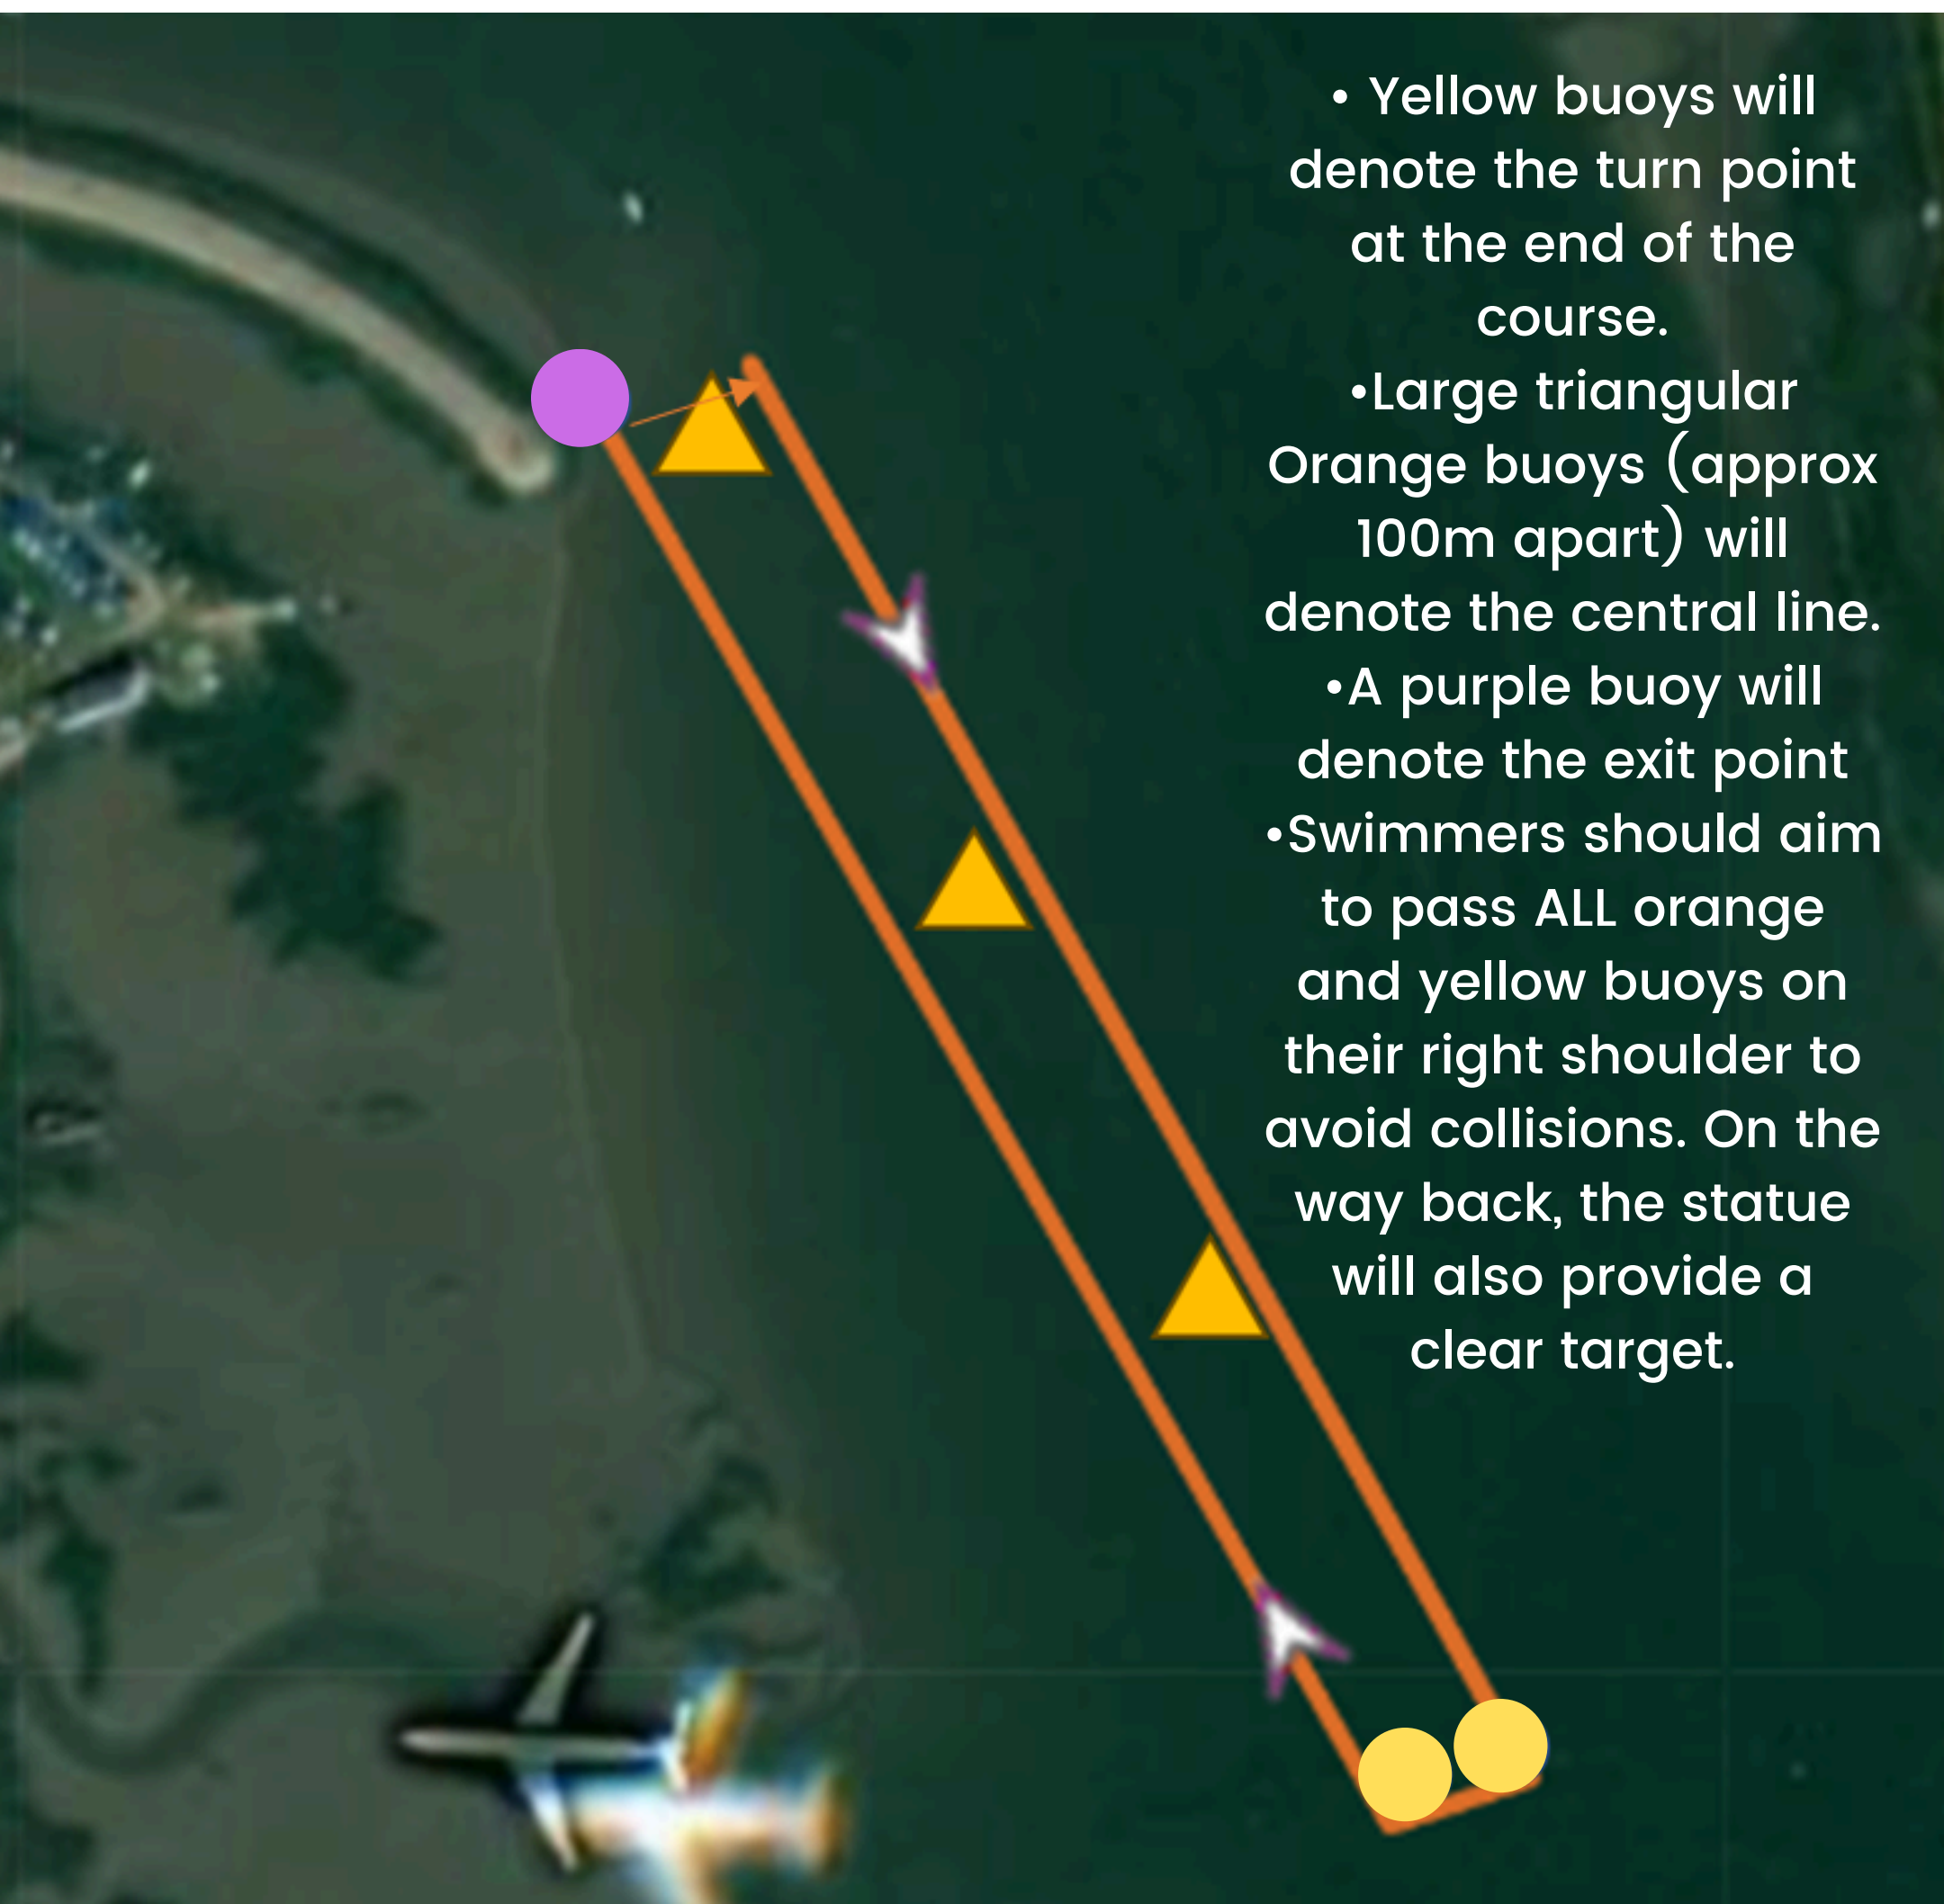 • Yellow buoys will
denote the turn point
at the end of the
course.
•Large triangular
Orange buoys (approx
100m apart) will
denote the central line.
•A purple buoy will
denote the exit point
•Swimmers should aim
to pass ALL orange
and yellow buoys on
their right shoulder to
avoid collisions. On the
way back, the statue
will also provide a
clear target.